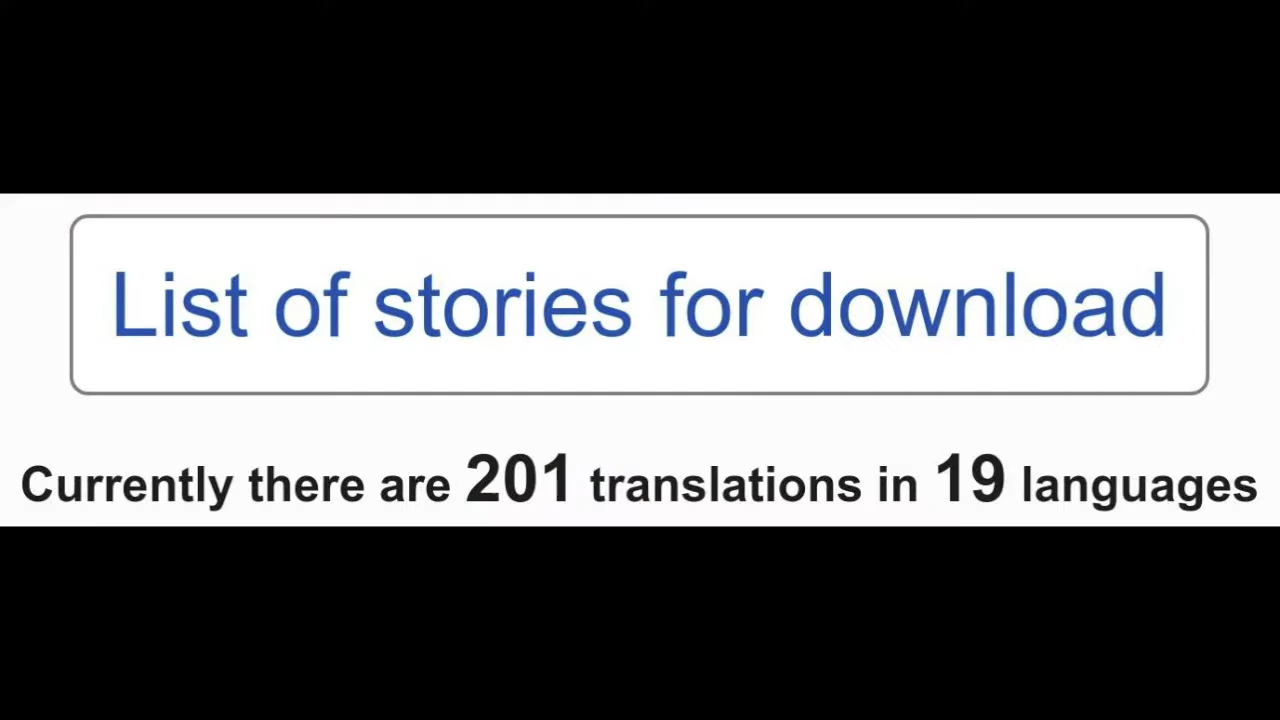 List of stories for download
Currently there are 201 translations in 19 languages